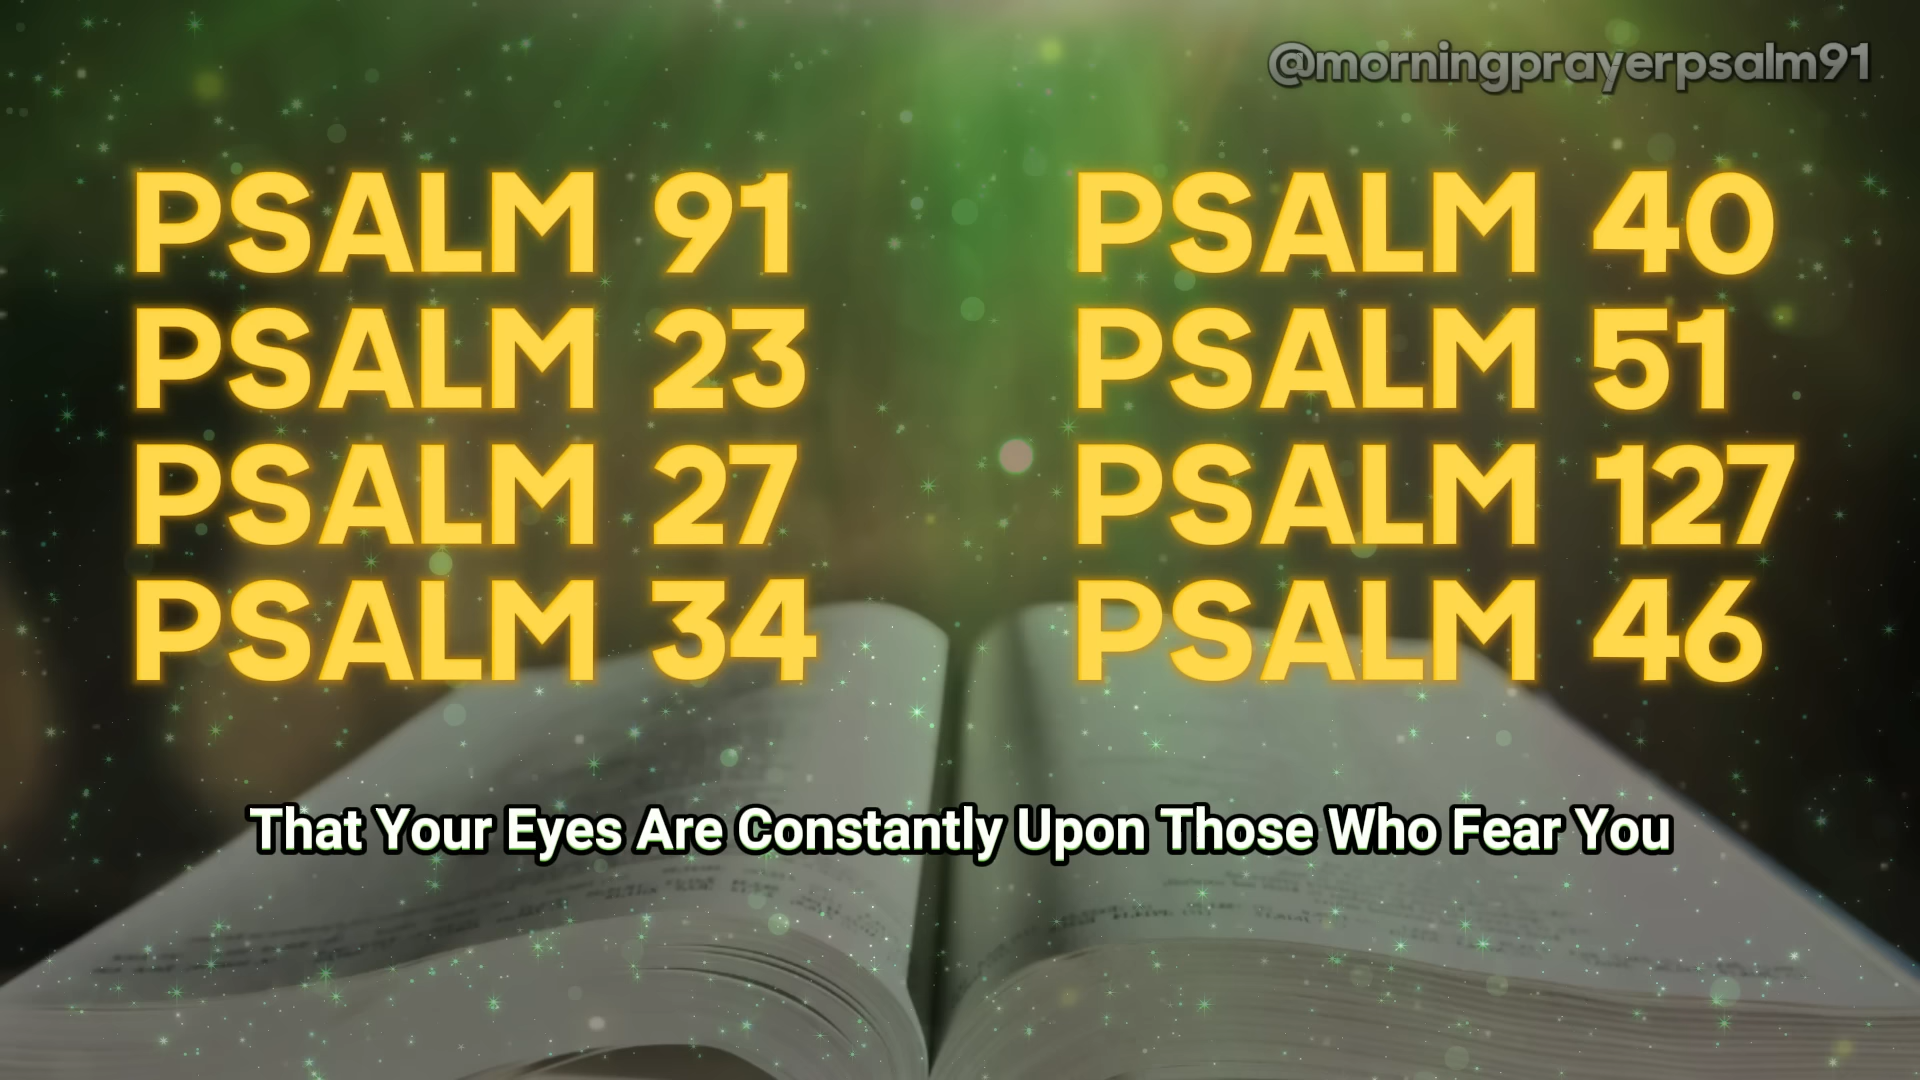 @morningprayerpsalm91
PSALM 91
PSALM 23
PSALM 27
PSALM 34
PSALM 40
PSALM 51
PSALM 127
PSALM 46
That Your Eyes Are Constantly Upon Those Who Fear You